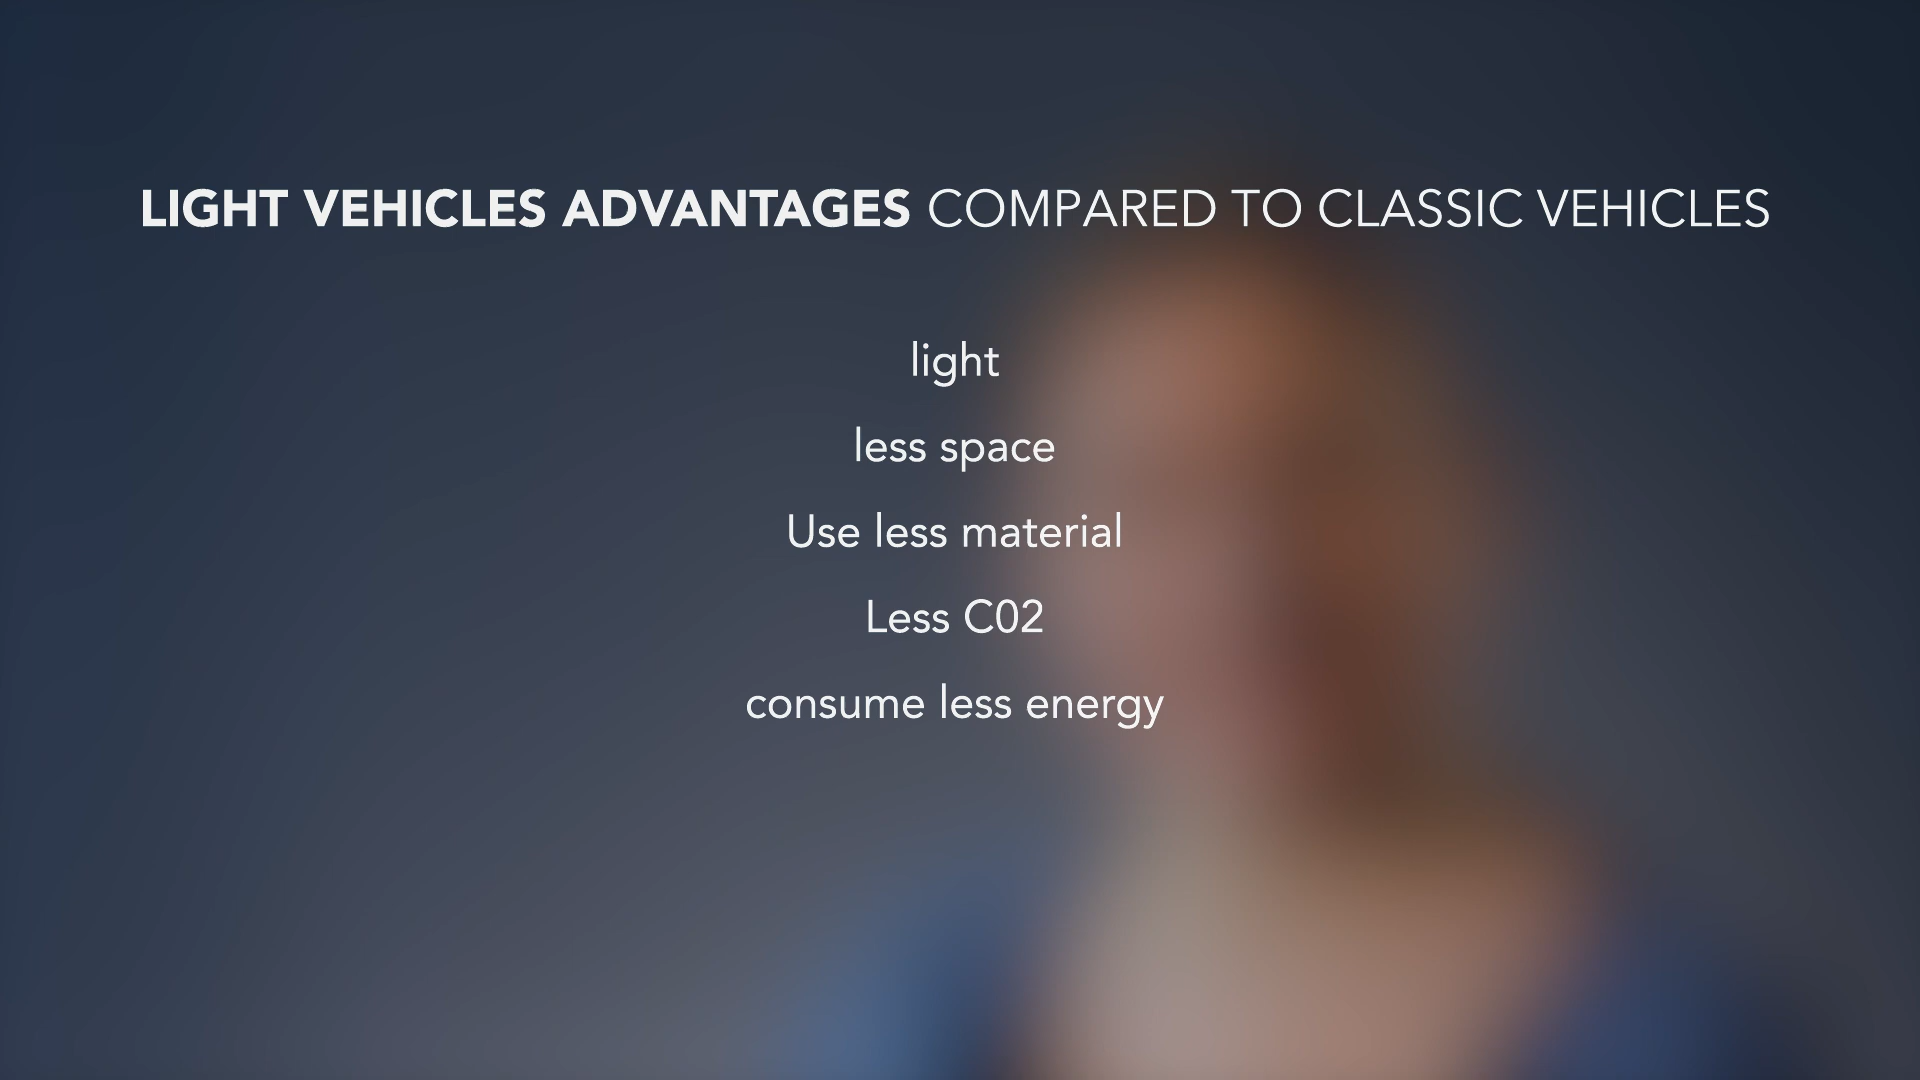 LIGHT VEHICLES ADVANTAGES COMPARED TO CLASSIC VEHICLES
light
less space
Use less material
Less C02
consume less energy